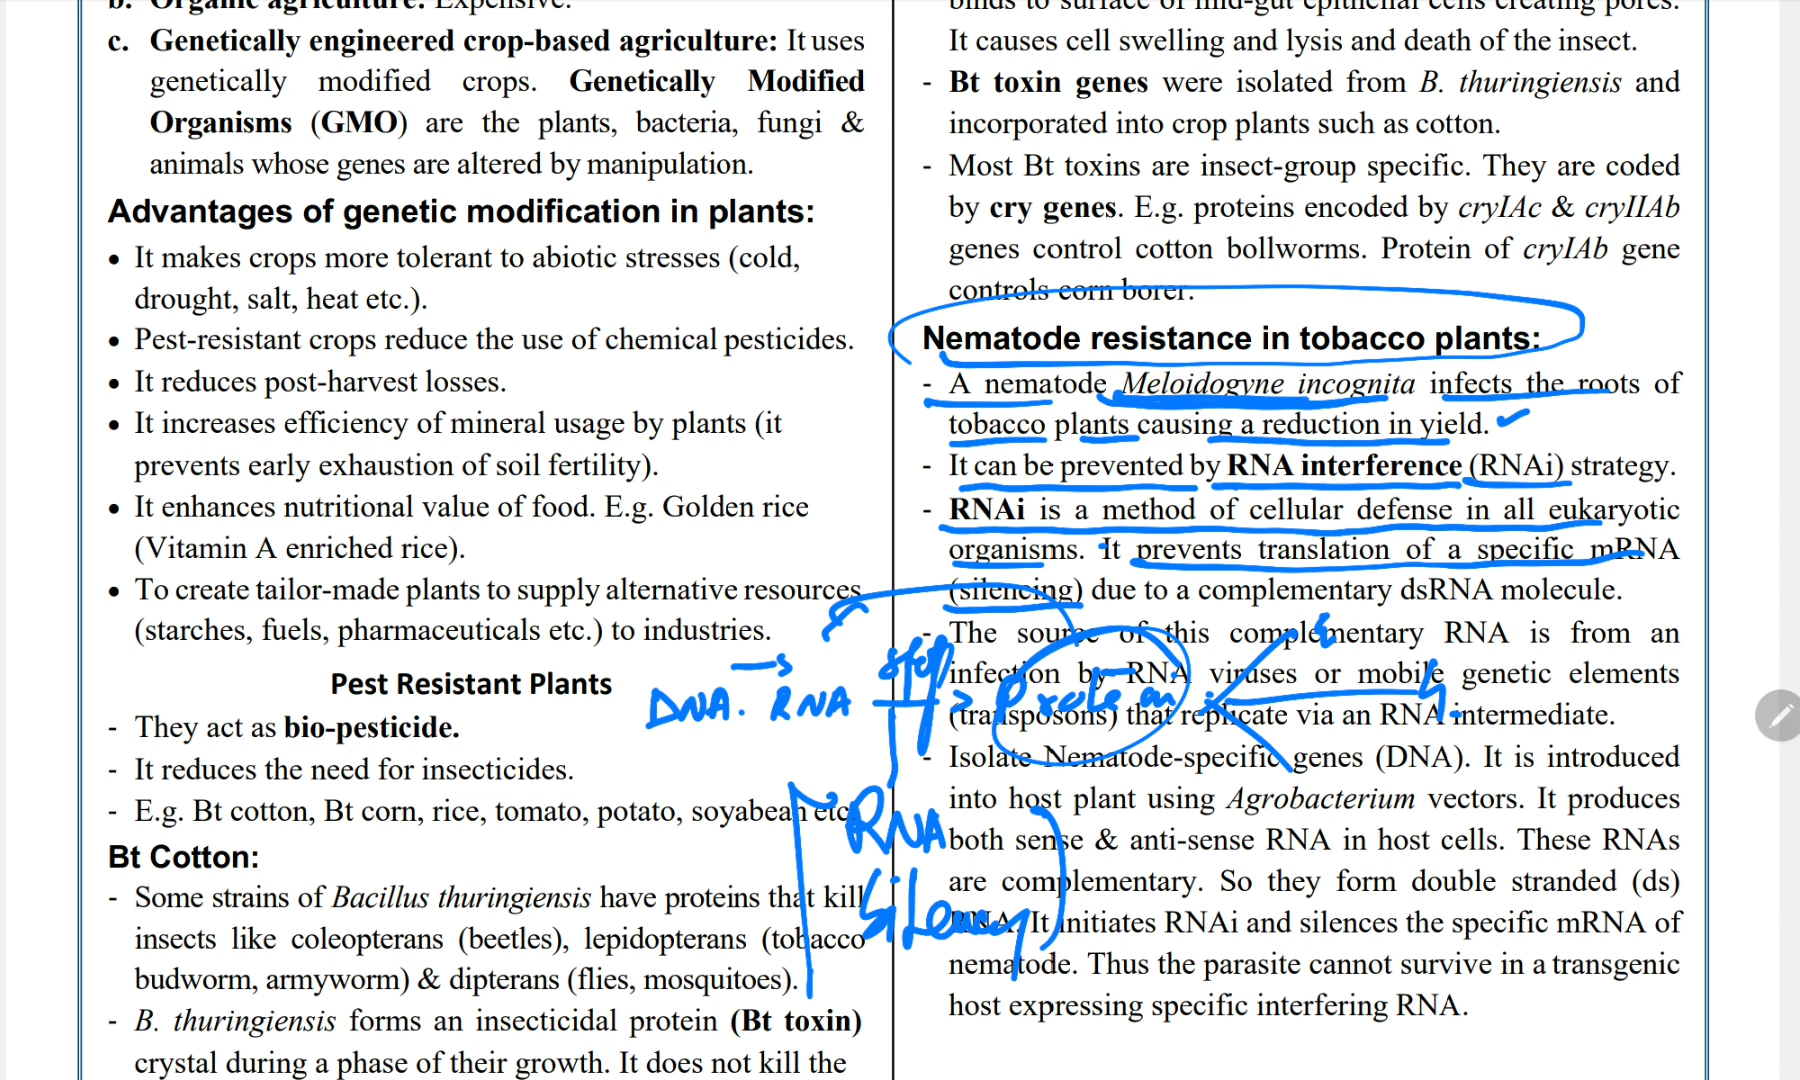 b. Organic agriculture: Expensive.
c. Genetically engineered crop-based agriculture: It uses
genetically modified crops. Genetically Modified
Organisms (GMO) are the plants, bacteria, fungi &
animals whose genes are altered by manipulation.
Advantages of genetic modification in plants:
• It makes crops more tolerant to abiotic stresses (cold,
drought, salt, heat etc.).
• Pest-resistant crops reduce the use of chemical pesticides.
• It reduces post-harvest losses.
• It increases efficiency of mineral usage by plants (it
prevents early exhaustion of soil fertility).
• It enhances nutritional value of food. E.g. Golden rice
(Vitamin A enriched rice).
• To create tailor-made plants to supply alternative resources
(starches, fuels, pharmaceuticals etc.) to industries.
Pest Resistant Plants
- They act as bio-pesticide.
- It reduces the need for insecticides.
- E.g. Bt cotton, Bt corn, rice, tomato, potato, soyabean etc
Bt Cotton:
- Some strains of Bacillus thuringiensis have proteins that kill
insects like coleopterans (beetles), lepidopterans (tobacco
budworm, armyworm) & dipterans (flies, mosquitoes).
- B. thuringiensis forms an insecticidal protein (Bt toxin)
crystal during a phase of their growth. It does not kill the
binds to surface of mid-gut epithelial cells creating pores.
It causes cell swelling and lysis and death of the insect.
- Bt toxin genes were isolated from B. thuringiensis and
incorporated into crop plants such as cotton.
- Most Bt toxins are insect-group specific. They are coded
by cry genes. E.g. proteins encoded by cryIAc & cryIIAb
genes control cotton bollworms. Protein of cryIAb gene
controls corn borer.
Nematode resistance in tobacco plants:
- A nematode Meloidogyne incognita infects the roots of
tobacco plants causing a reduction in yield.
- It can be prevented by RNA interference (RNAi) strategy.
- RNAi is a method of cellular defense in all eukaryotic
organisms. It prevents translation of a specific mRNA
(silencing) due to a complementary dsRNA molecule.
- The source of this complementary RNA is from an
infection by RNA viruses or mobile genetic elements
(transposons) that replicate via an RNA intermediate.
- Isolate Nematode-specific genes (DNA). It is introduced
into host plant using Agrobacterium vectors. It produces
both sense & anti-sense RNA in host cells. These RNAs
are complementary. So they form double stranded (ds)
RNA. It initiates RNAi and silences the specific mRNA of
nematode. Thus the parasite cannot survive in a transgenic
host expressing specific interfering RNA.
stop
DNA. RNA
RNA